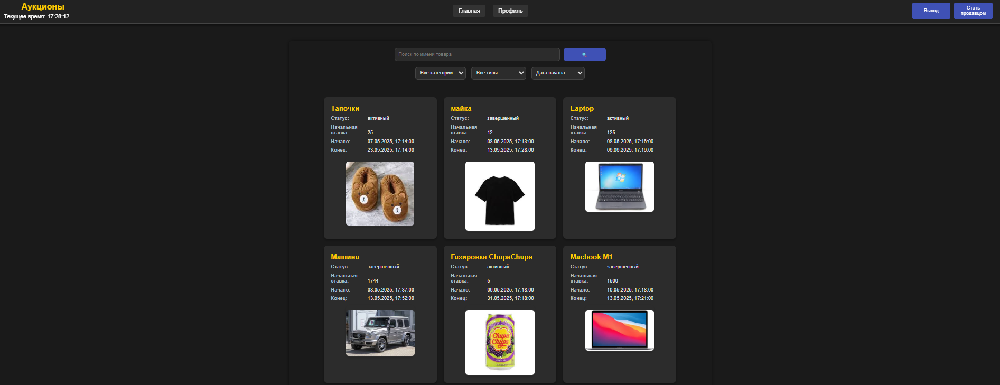 Аукционы
Текущее время: 17:28:12
Главная
Профиль
Выход
Стать
продавцом
Поиск по имени товара
Все категории
Все типы
Дата начала
Тапочки
Статус: активный
Начальная
ставка: 25
Начало: 07.05.2025, 17:14:00
Конец: 23.05.2025, 17:14:00
майка
Статус: завершенный
Начальная
ставка: 12
Начало: 08.05.2025, 17:13:00
Конец: 13.05.2025, 17:28:00
Laptop
Статус: активный
Начальная
ставка: 125
Начало: 08.05.2025, 17:16:00
Конец: 06.06.2025, 17:16:00
Машина
Статус: завершенный
Начальная
ставка: 1744
Начало: 08.05.2025, 17:37:00
Конец: 13.05.2025, 17:52:00
Газировка ChupaChups
Статус: активный
Начальная
ставка: 5
Начало: 09.05.2025, 17:18:00
Конец: 31.05.2025, 17:18:00
Chupa
Chups
Macbook M1
Статус: завершенный
Начальная
ставка: 1500
Начало: 10.05.2025, 17:18:00
Конец: 13.05.2025, 17:21:00